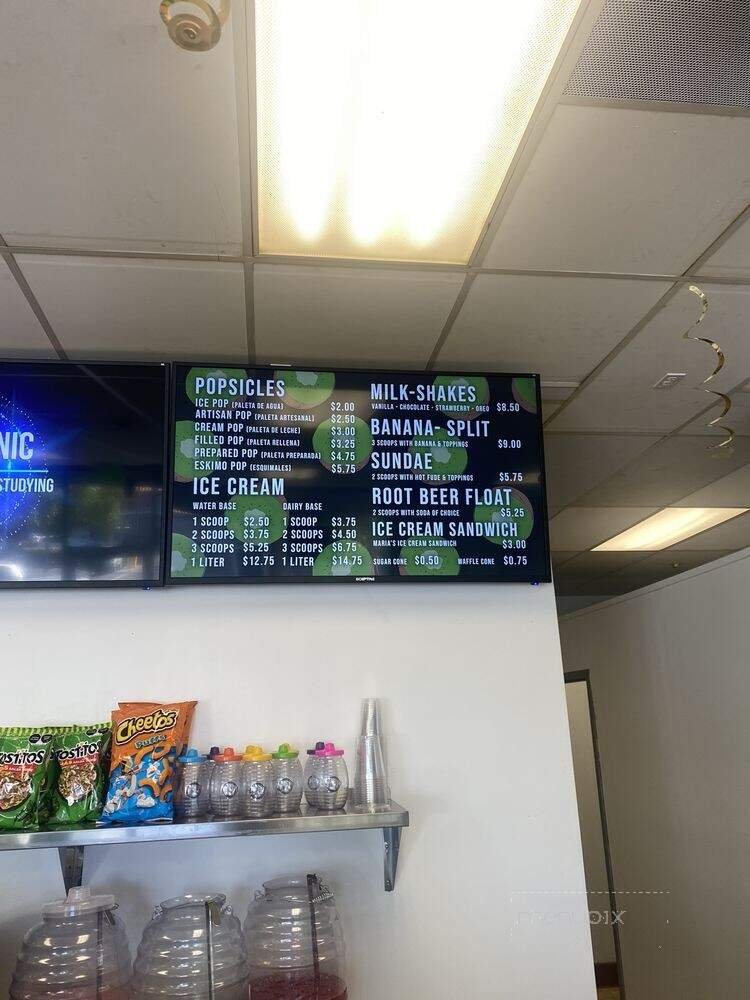 NIC
STUDYING
POPSICLES
ICE POP (PALETA DE AGUA) $2.00
ARTISAN POP (PALETA ARTESANAL) $2.50
CREAM POP (PALETA DE LECHE) $3.00
FILLED POP (PALETA RELLENA) $3.25
PREPARED POP (PALETA PREPARADA) $4.75
ESKIMO POP (ESQUIMALES) $5.75
ICE CREAM
WATER BASE DAIRY BASE
1 SCOOP $2.50 1 SCOOP $3.75
2 SCOOPS $3.75 2 SCOOPS $4.50
3 SCOOPS $5.25 3 SCOOPS $6.75
1 LITER $12.75 1 LITER $14.75
MILK-SHAKES
VANILLA - CHOCOLATE - STRAWBERRY - OREO $8.50
BANANA- SPLIT
3 SCOOPS WITH BANANA & TOPPINGS $9.00
SUNDAE
2 SCOOPS WITH HOT FUDE & TOPPINGS $5.75
ROOT BEER FLOAT
2 SCOOPS WITH SODA OF CHOICE $5.25
ICE CREAM SANDWICH
MARIA'S ICE CREAM SANDWICH $3.00
SUGAR CONE $0.50 WAFFLE CONE $0.75
SCEPTRE
TOSTITOS
TOSTITOS
Cheetos
Puffs